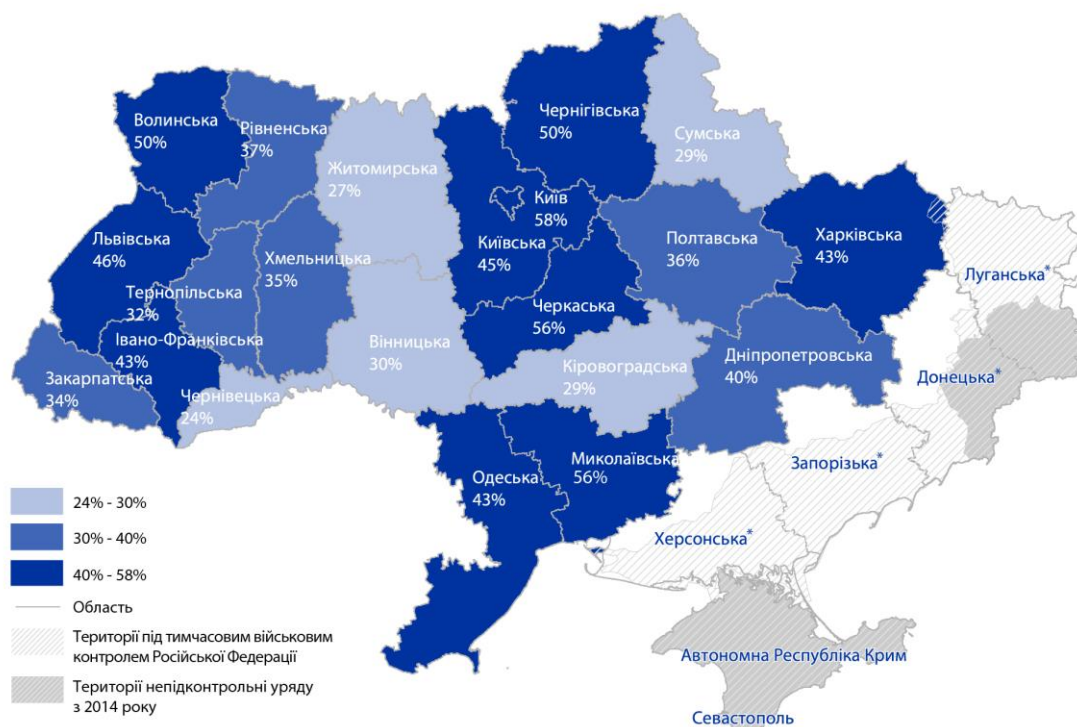 Волинська
50%
Рівненська
37%
Житомирська
27%
Чернігівська
50%
Сумська
29%
Київ
58%
Київська
45%
Львівська
46%
Тернопільська
32%
Хмельницька
35%
Полтавська
36%
Харківська
43%
Луганська*
Черкаська
56%
Івано-Франківська
43%
Вінницька
30%
Кіровоградська
29%
Дніпропетровська
40%
Донецька*
Закарпатська
34%
Чернівецька
24%
Одеська
43%
Миколаївська
56%
Запорізька*
Херсонська*
Автономна Республіка Крим
Севастополь
24% - 30%
30% - 40%
40% - 58%
Область
Території під тимчасовим військовим
контролем Російської Федерації
Території непідконтрольні уряду
з 2014 року